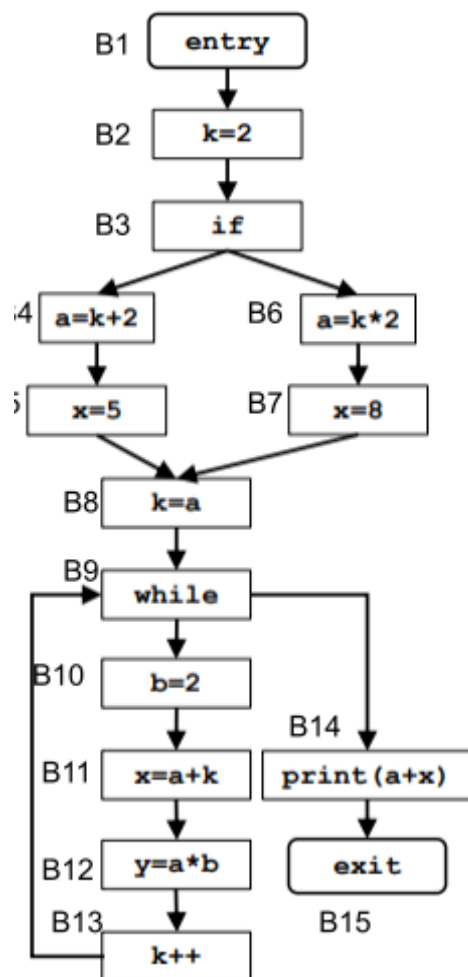 B1 entry
B2 k=2
B3 if
4 a=k+2 B6 a=k*2
x=5 B7 x=8
B8 k=a
B9 while
B10 b=2
B14
B11 x=a+k print(a+x)
B12 y=a*b exit
B13 B15
k++